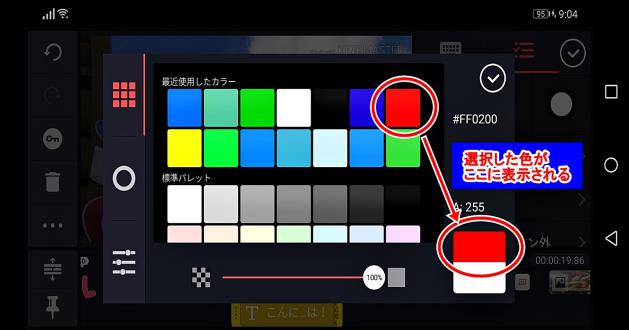 95 9:04
最近使用したカラー
#FF0200
選択した色が
ここに表示される
標準パレット
A: 255
ン外
00:00:19.86
100%
T こんに...は！